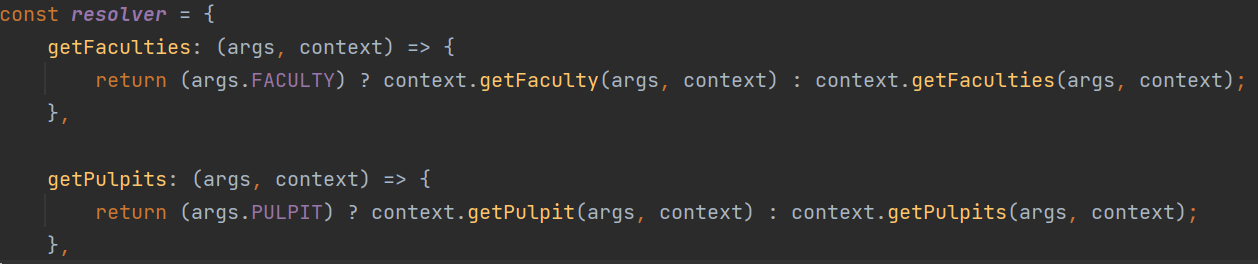 const resolver = {
    getFaculties: (args, context) => {
        return (args.FACULTY) ? context.getFaculty(args, context) : context.getFaculties(args, context);
    },

    getPulpits: (args, context) => {
        return (args.PULPIT) ? context.getPulpit(args, context) : context.getPulpits(args, context);
    },